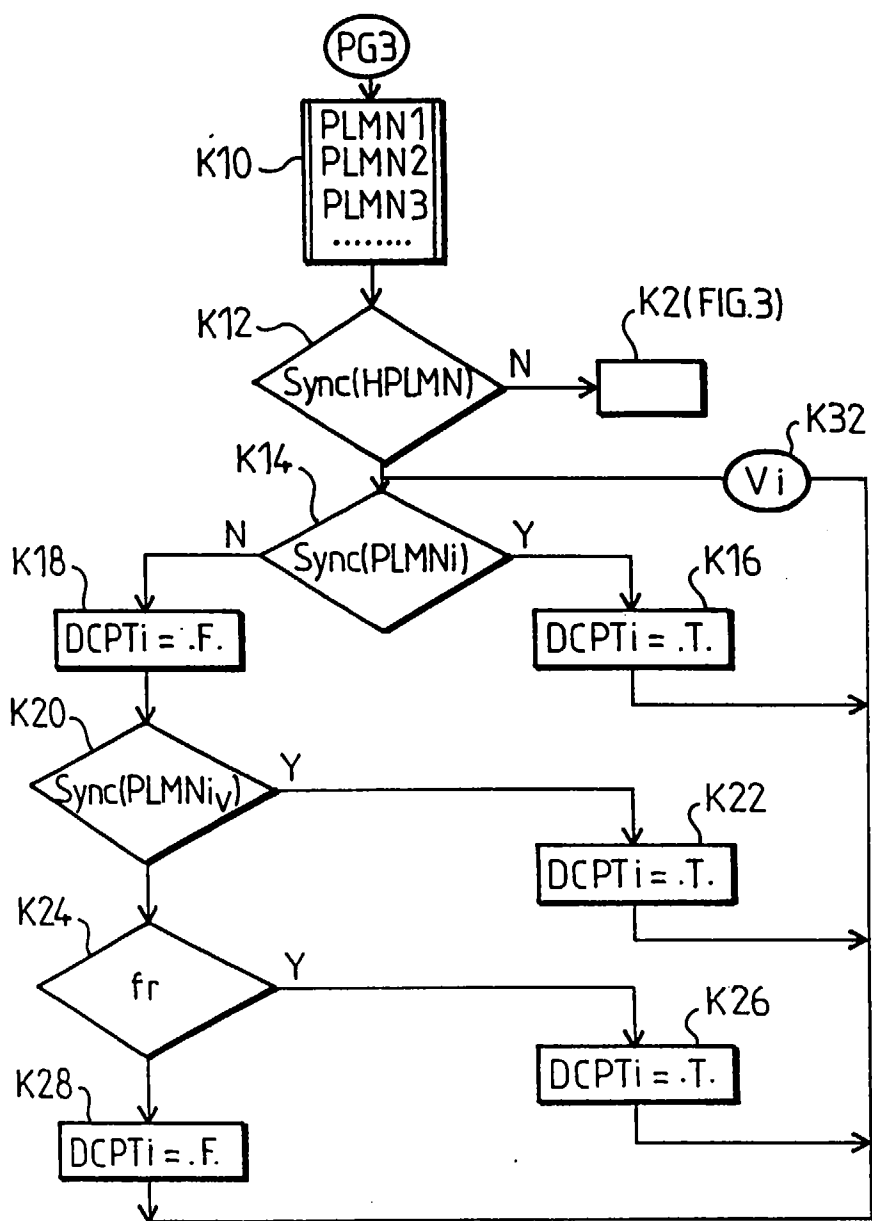 PG3
K10
PLMN1
PLMN2
PLMN3
........
K12
Sync(HPLMN)
N
K2(FIG.3)
K32
Vi
K14
Sync(PLMNi)
N
Y
K18
DCPTi = .F.
K16
DCPTi = .T.
K20
Sync(PLMNiv)
Y
K22
DCPTi = .T.
K24
fr
Y
K26
DCPTi = .T.
K28
DCPTi = .F.